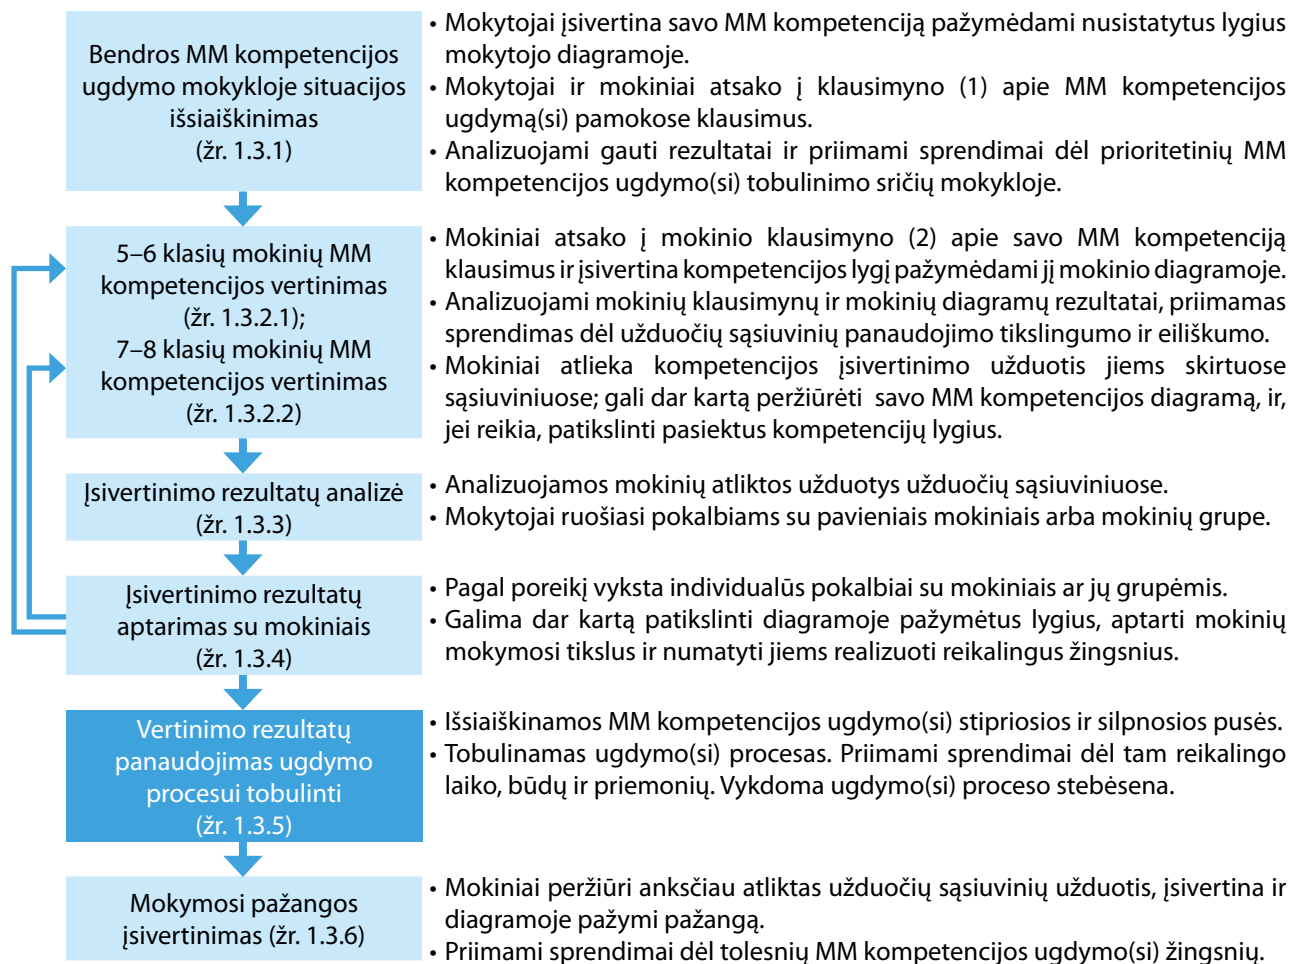 Bendros MM kompetencijos
ugdymo mokykloje situacijos
išsiaiškinimas
(žr. 1.3.1)
• Mokytojai įsivertina savo MM kompetenciją pažymėdami nusistatytus lygius
mokytojo diagramoje.
• Mokytojai ir mokiniai atsako į klausimyno (1) apie MM kompetencijos
ugdymą(si) pamokose klausimus.
• Analizuojami gauti rezultatai ir priimami sprendimai dėl prioritetinių MM
kompetencijos ugdymo(si) tobulinimo sričių mokykloje.
5–6 klasių mokinių MM
kompetencijos vertinimas
(žr. 1.3.2.1);
7–8 klasių mokinių MM
kompetencijos vertinimas
(žr. 1.3.2.2)
• Mokiniai atsako į mokinio klausimyno (2) apie savo MM kompetenciją
klausimus ir įsivertina kompetencijos lygį pažymėdami jį mokinio diagramoje.
• Analizuojami mokinių klausimynų ir mokinių diagramų rezultatai, priimamas
sprendimas dėl užduočių sąsiuvinių panaudojimo tikslingumo ir eiliškumo.
• Mokiniai atlieka kompetencijos įsivertinimo užduotis jiems skirtuose
sąsiuviniuose; gali dar kartą peržiūrėti savo MM kompetencijos diagramą, ir,
jei reikia, patikslinti pasiektus kompetencijų lygius.
Įsivertinimo rezultatų analizė
(žr. 1.3.3)
• Analizuojamos mokinių atliktos užduotys užduočių sąsiuviniuose.
• Mokytojai ruošiasi pokalbiams su pavieniais mokiniais arba mokinių grupe.
Įsivertinimo rezultatų
aptarimas su mokiniais
(žr. 1.3.4)
• Pagal poreikį vyksta individualūs pokalbiai su mokiniais ar jų grupėmis.
• Galima dar kartą patikslinti diagramoje pažymėtus lygius, aptarti mokinių
mokymosi tikslus ir numatyti jiems realizuoti reikalingus žingsnius.
Vertinimo rezultatų
panaudojimas ugdymo
procesui tobulinti
(žr. 1.3.5)
• Išsiaiškinamos MM kompetencijos ugdymo(si) stipriosios ir silpnosios pusės.
• Tobulinamas ugdymo(si) procesas. Priimami sprendimai dėl tam reikalingo
laiko, būdų ir priemonių. Vykdoma ugdymo(si) proceso stebėsena.
Mokymosi pažangos
įsivertinimas (žr. 1.3.6)
• Mokiniai peržiūri anksčiau atliktas užduočių sąsiuvinių užduotis, įsivertina ir
diagramoje pažymi pažangą.
• Priimami sprendimai dėl tolesnių MM kompetencijos ugdymo(si) žingsnių.